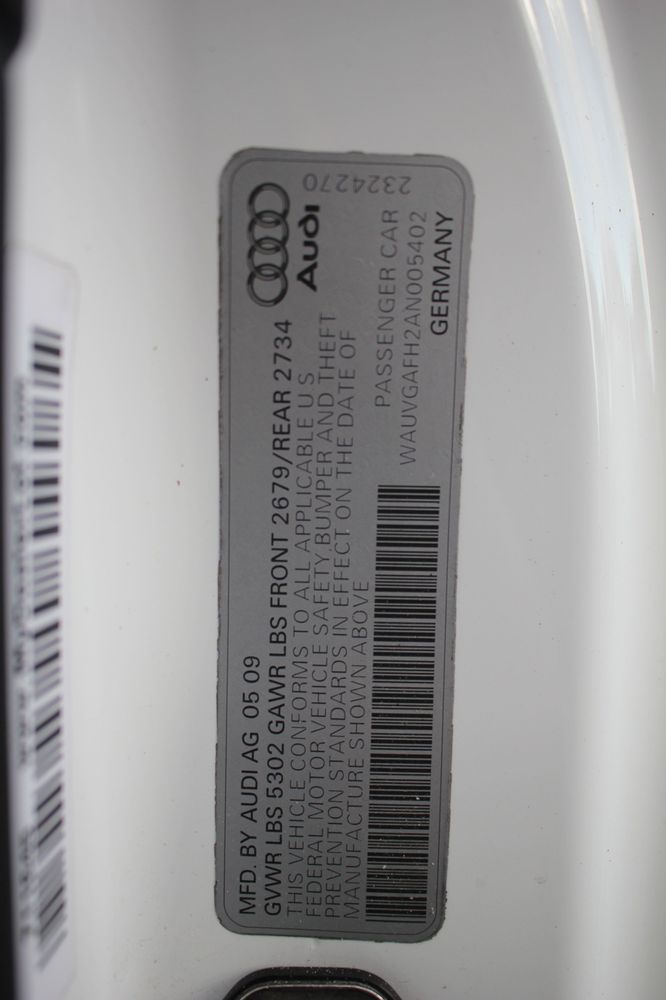 MFD. BY AUDI AG 05 09
GVWR LBS 5302 GAWR LBS FRONT 2679/REAR 2734
THIS VEHICLE CONFORMS TO ALL APPLICABLE U S
FEDERAL MOTOR VEHICLE SAFETY,BUMPER AND THEFT
PREVENTION STANDARDS IN EFFECT ON THE DATE OF
MANUFACTURE SHOWN ABOVE
Audi
PASSENGER CAR
WAUVGAFH2AN005402
GERMANY
2324270